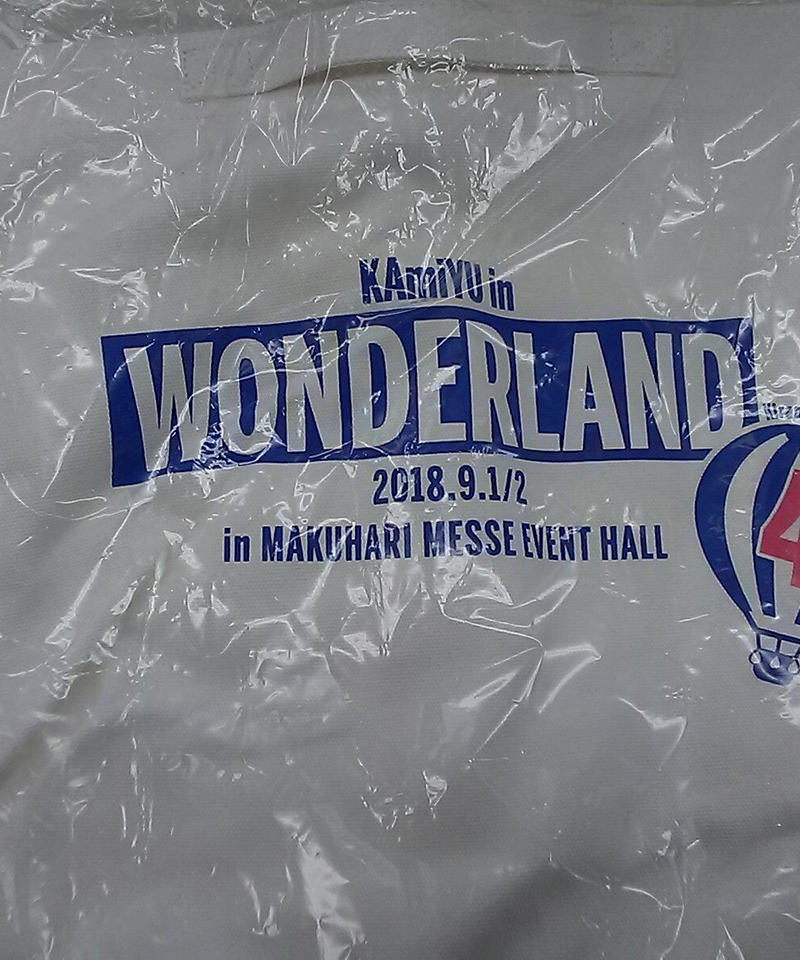 KAmiYU in
WONDERLAND
4
2018.9.1/2
in MAKUHARI MESSE EVENT HALL